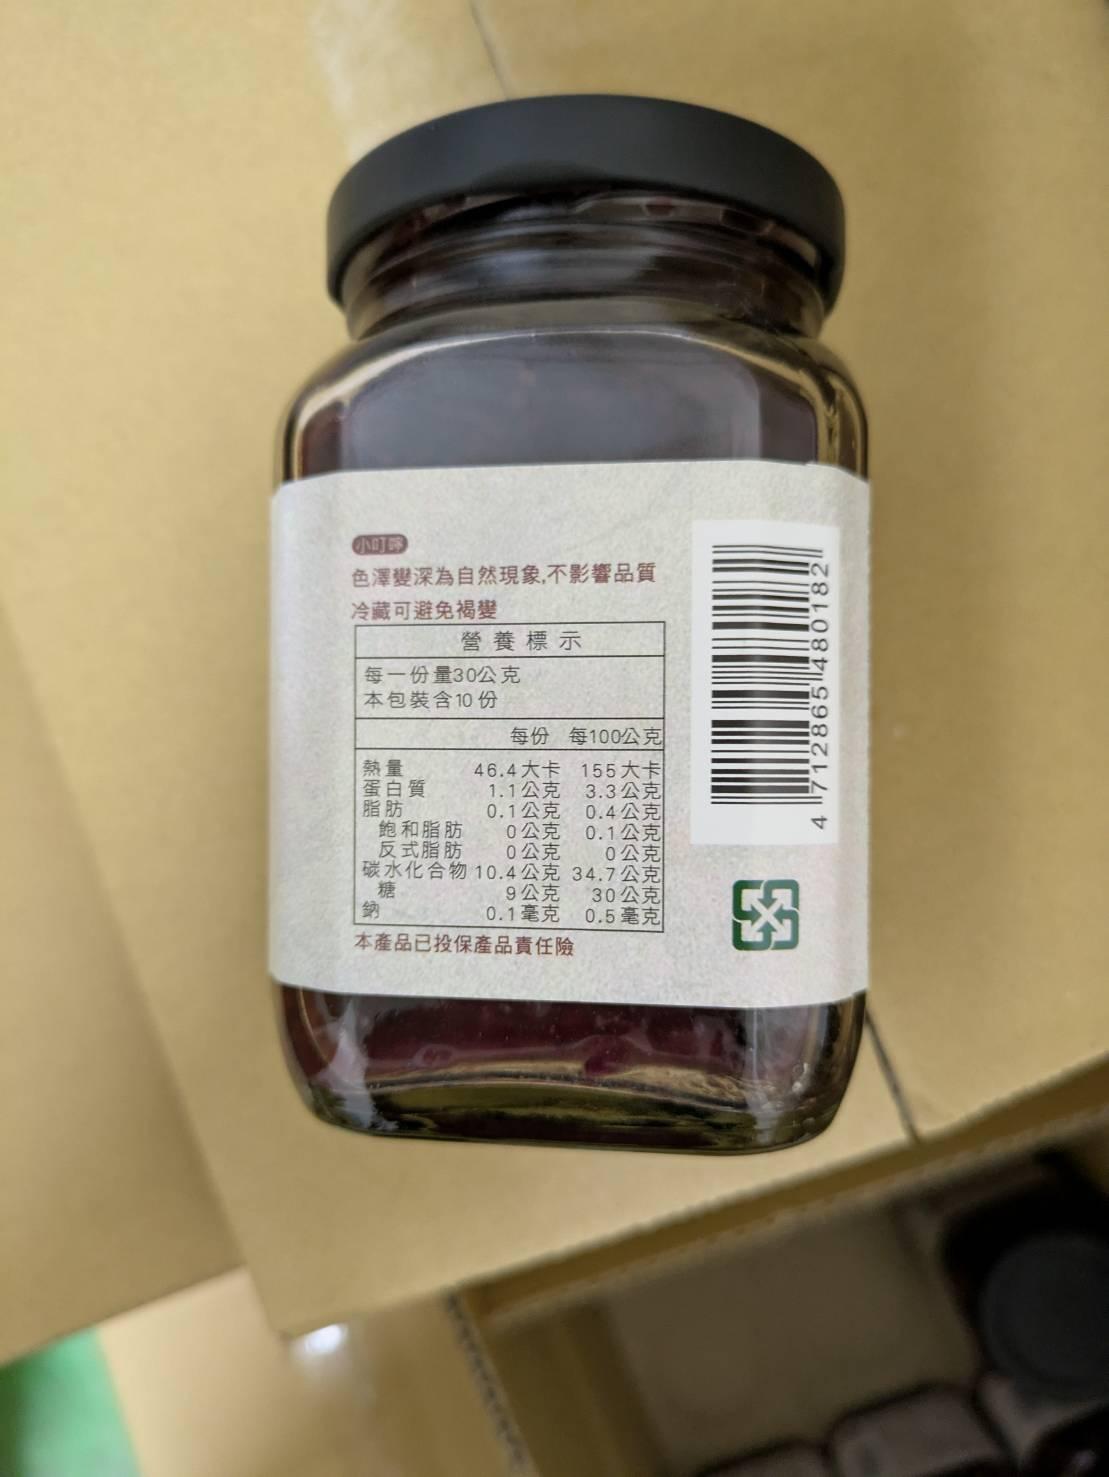 小叮嚀
色澤變深為自然現象,不影響品質
冷藏可避免褐變
營養標示
每一份量30公克
本包裝含10份
每份 每100公克
熱量 46.4大卡 155大卡
蛋白質 1.1公克 3.3公克
脂肪 0.1公克 0.4公克
飽和脂肪 0公克 0.1公克
反式脂肪 0公克 0公克
碳水化合物 10.4公克 34.7公克
糖 9公克 30公克
鈉 0.1毫克 0.5毫克
本產品已投保產品責任險
4 712865 480182